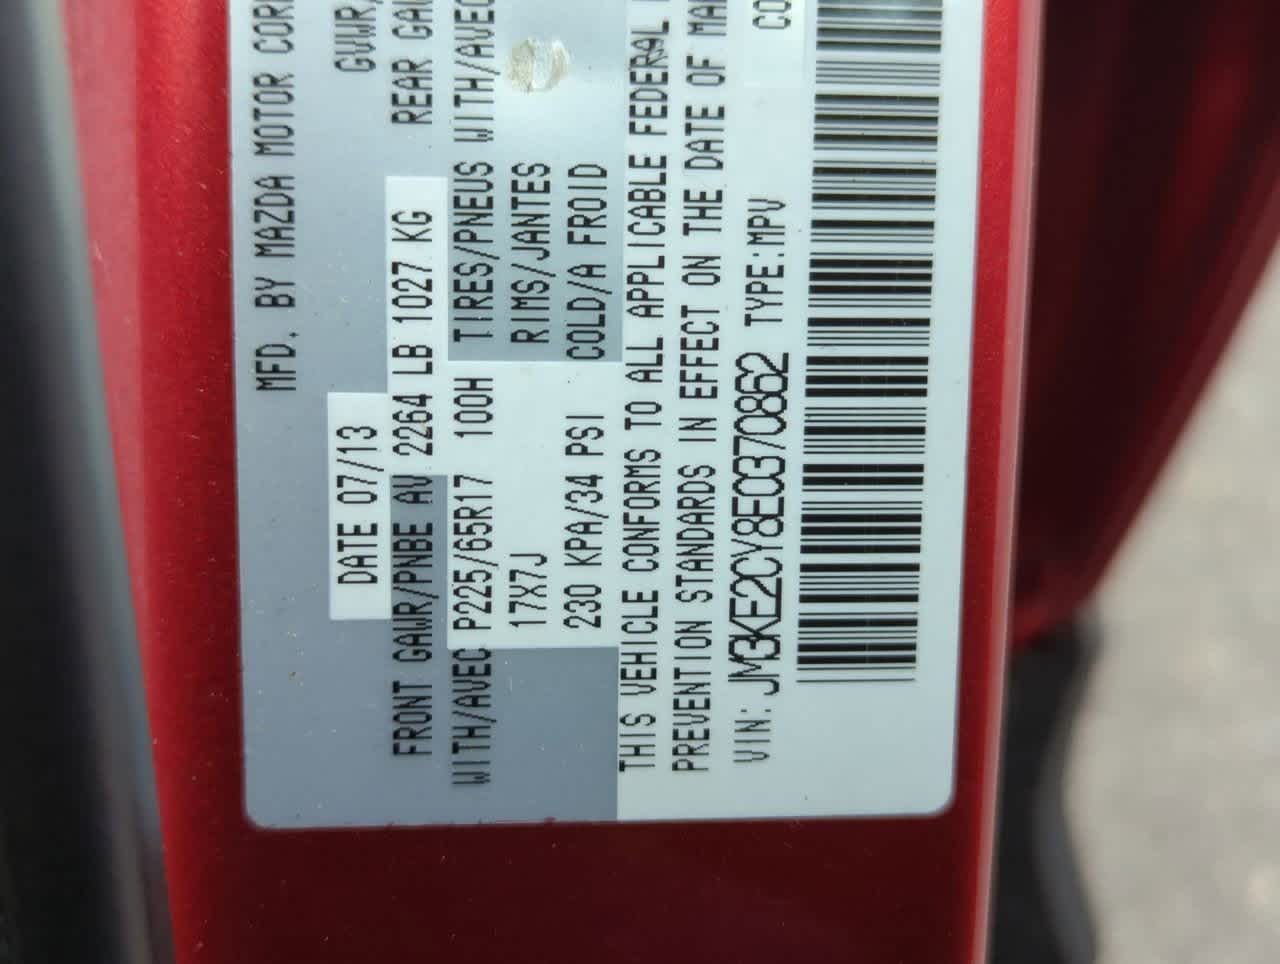 MFD. BY MAZDA MOTOR COR
DATE 07/13
GVWR/
FRONT GAWR/PNBE AV 2264 LB 1027 KG
REAR GA
WITH/AVEC P225/65R17 100H TIRES/PNEUS WITH/AVEC
17X7J RIMS/JANTES
230 KPA/34 PSI COLD/A FROID
THIS VEHICLE CONFORMS TO ALL APPLICABLE FEDERAL
PREVENTION STANDARDS IN EFFECT ON THE DATE OF MA
VIN: JM3KE2CY8E0370862 TYPE:MPV
CO